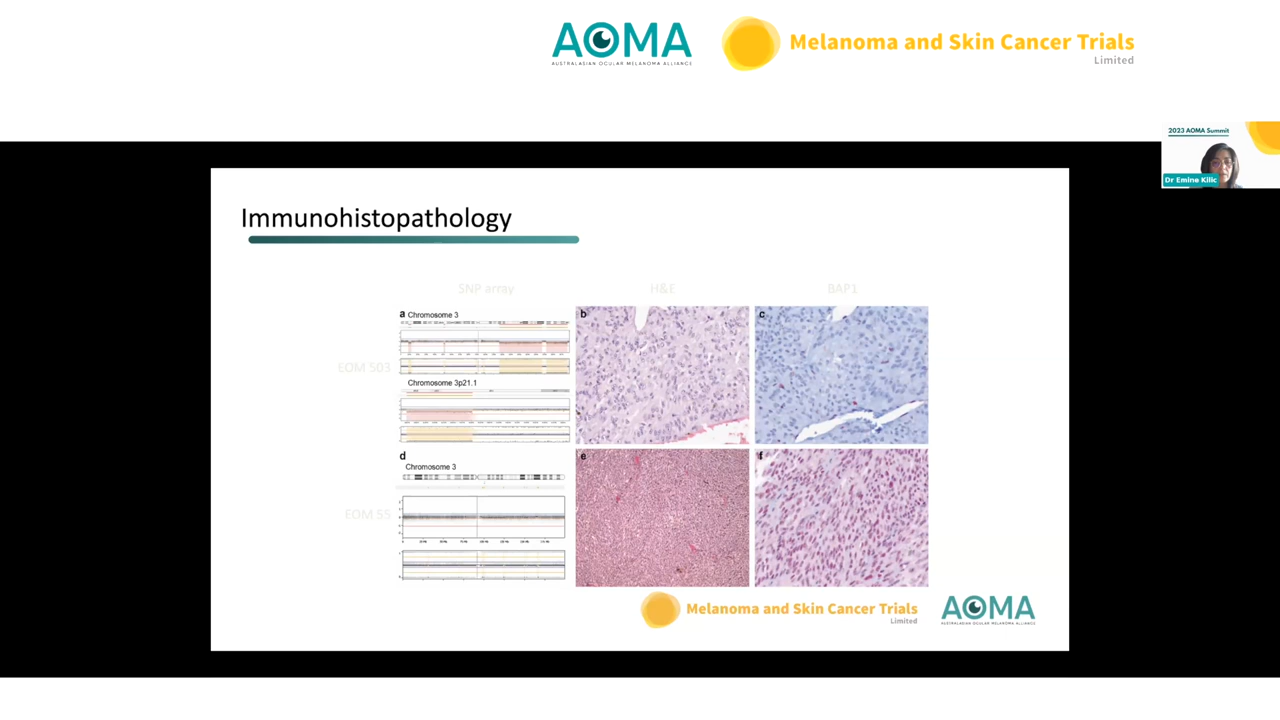 AOMA
AUSTRALASIAN OCULAR MELANOMA ALLIANCE
Melanoma and Skin Cancer Trials
Limited
2023 AOMA Summit
Dr Emine Kilic
Immunohistopathology
SNP array
H&E
BAP1
EOM 503
a Chromosome 3
Chromosome 3p21.1
b
c
EOM 55
d
Chromosome 3
e
f
Melanoma and Skin Cancer Trials
Limited
AOMA
AUSTRALASIAN OCULAR MELANOMA ALLIANCE